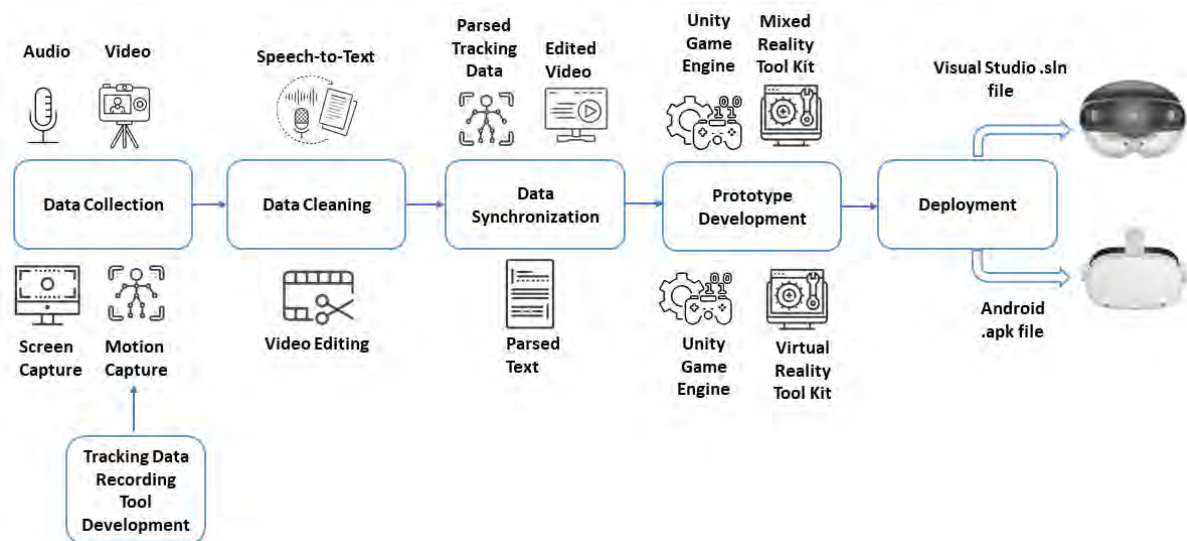 Audio
Video
Speech-to-Text
Parsed
Tracking
Data
Edited
Video
Unity
Game
Engine
Mixed
Reality
Tool Kit
Visual Studio .sln
file
Data Collection
Data Cleaning
Data
Synchronization
Prototype
Development
Deployment
Screen
Capture
Motion
Capture
Video Editing
Parsed
Text
Unity
Game
Engine
Virtual
Reality
Tool Kit
Android
.apk file
Tracking Data
Recording
Tool
Development